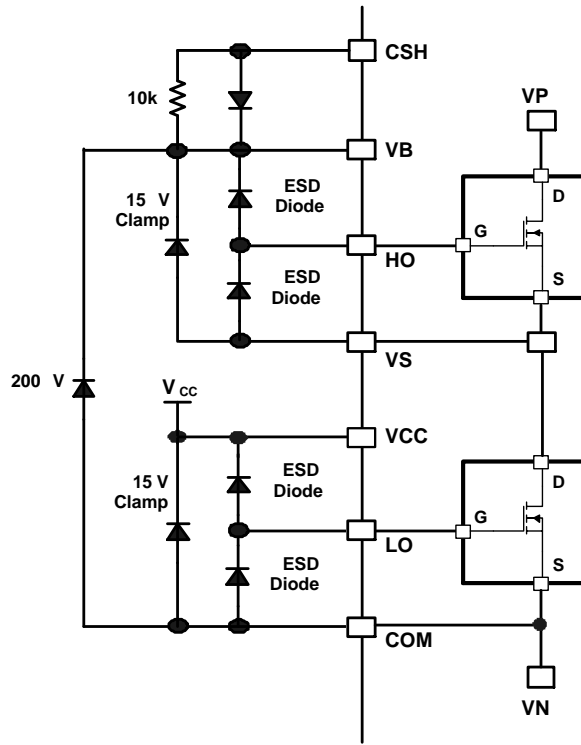 CSH
10k
VP
VB
15 V
Clamp
ESD
Diode
D
G
HO
ESD
Diode
S
VS
200 V
VCC
VCC
15 V
Clamp
ESD
Diode
D
G
LO
ESD
Diode
S
COM
VN